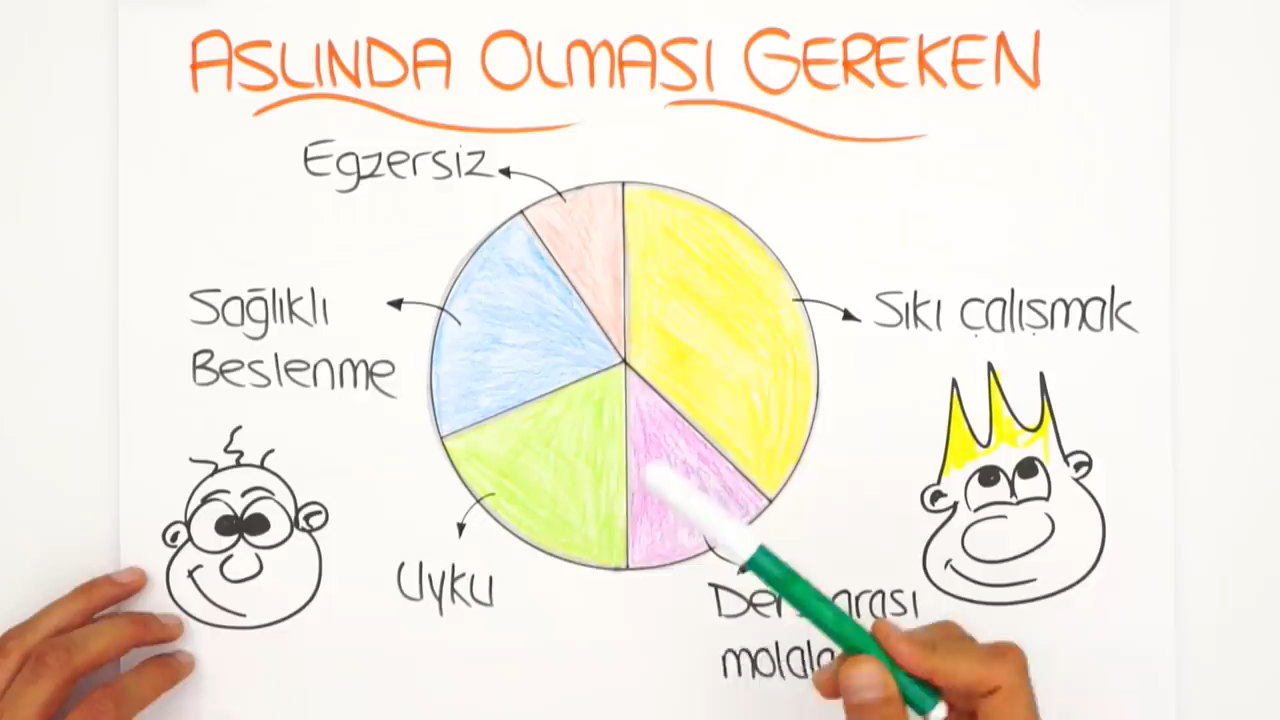 ASLINDA OLMASI GEREKEN
Egzersiz
Sağlıklı
Beslenme
Sıkı çalışmak
Uyku
arası